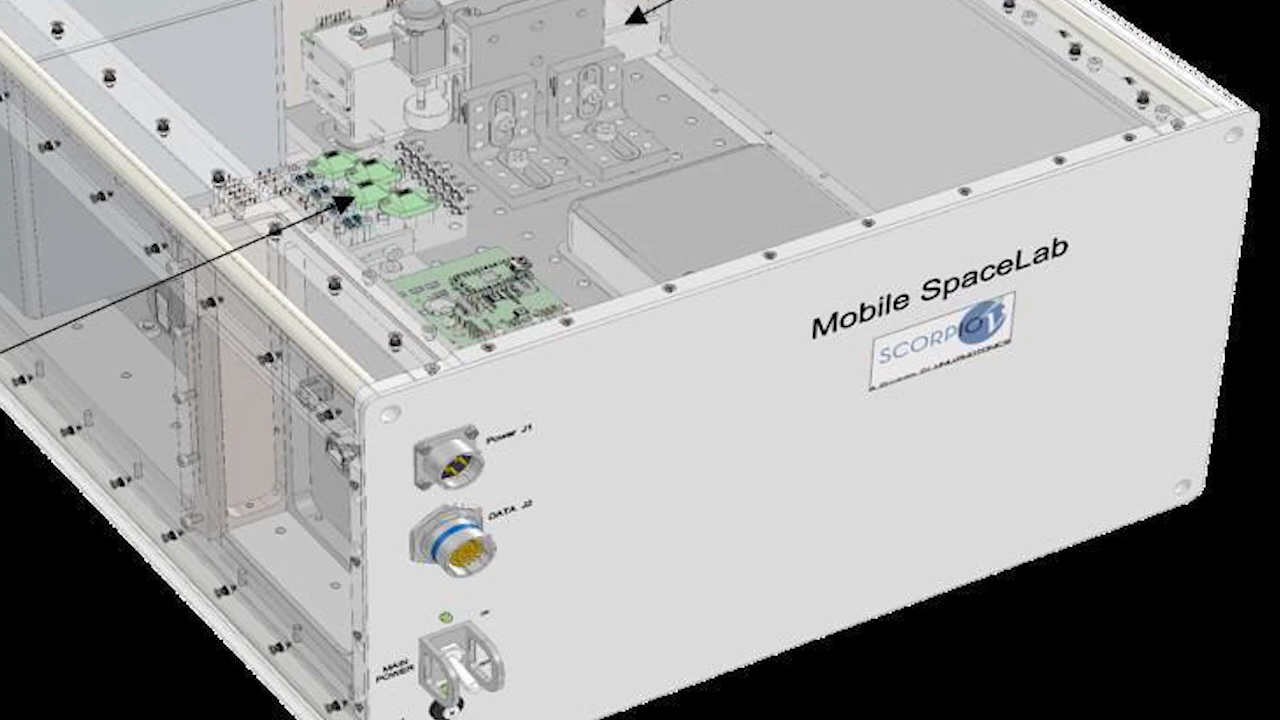 Mobile SpaceLab
SCORPIO
Power J1
DATA J2
MAIN
POWER